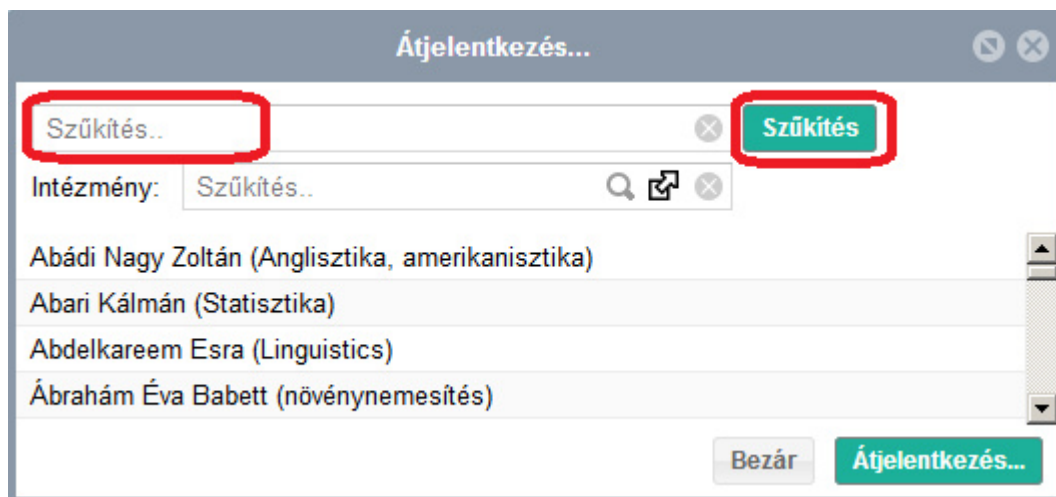 Átjelentkezés...
Szűkítés.. Szűkítés
Intézmény: Szűkítés..
Abádi Nagy Zoltán (Anglisztika, amerikanisztika)
Abari Kálmán (Statisztika)
Abdelkareem Esra (Linguistics)
Ábrahám Éva Babett (növénynemesítés)
Bezár Átjelentkezés...